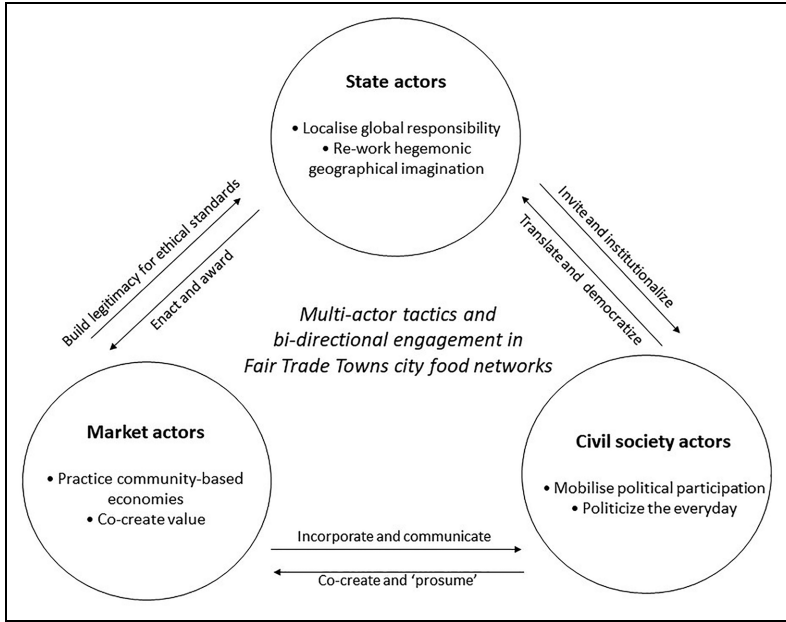 State actors
• Localise global responsibility
• Re-work hegemonic
geographical imagination
Build legitimacy for ethical standards
Enact and award
Invite and institutionalize
Translate and democratize
Multi-actor tactics and
bi-directional engagement in
Fair Trade Towns city food networks
Market actors
• Practice community-based
economies
• Co-create value
Civil society actors
• Mobilise political participation
• Politicize the everyday
Incorporate and communicate
Co-create and ‘prosume’